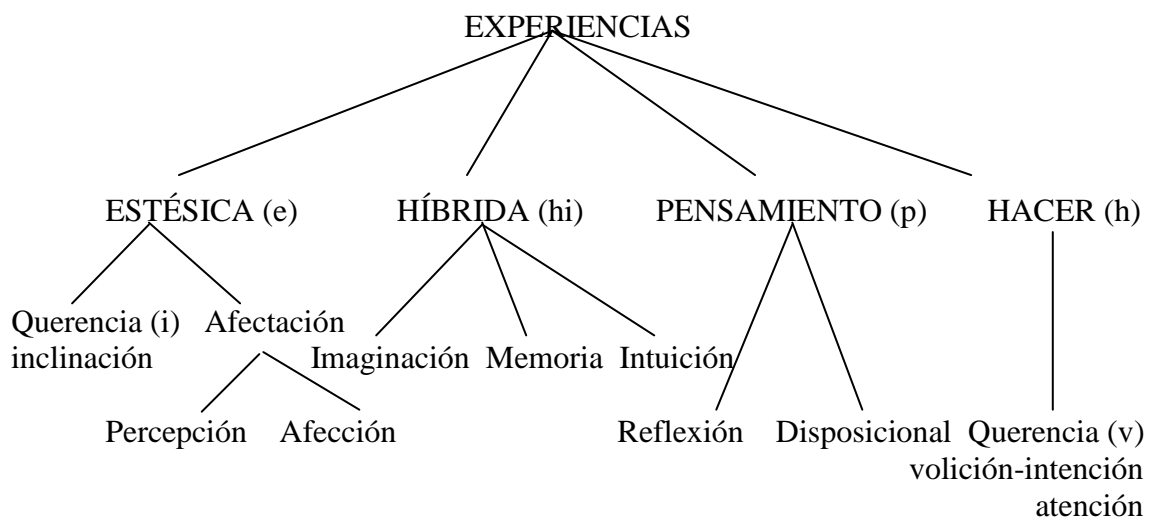 EXPERIENCIAS
ESTÉSICA (e) HÍBRIDA (hi) PENSAMIENTO (p) HACER (h)
Querencia (i) Afectación
inclinación Imaginación Memoria Intuición
Percepción Afección Reflexión Disposicional Querencia (v)
volición-intención
atención